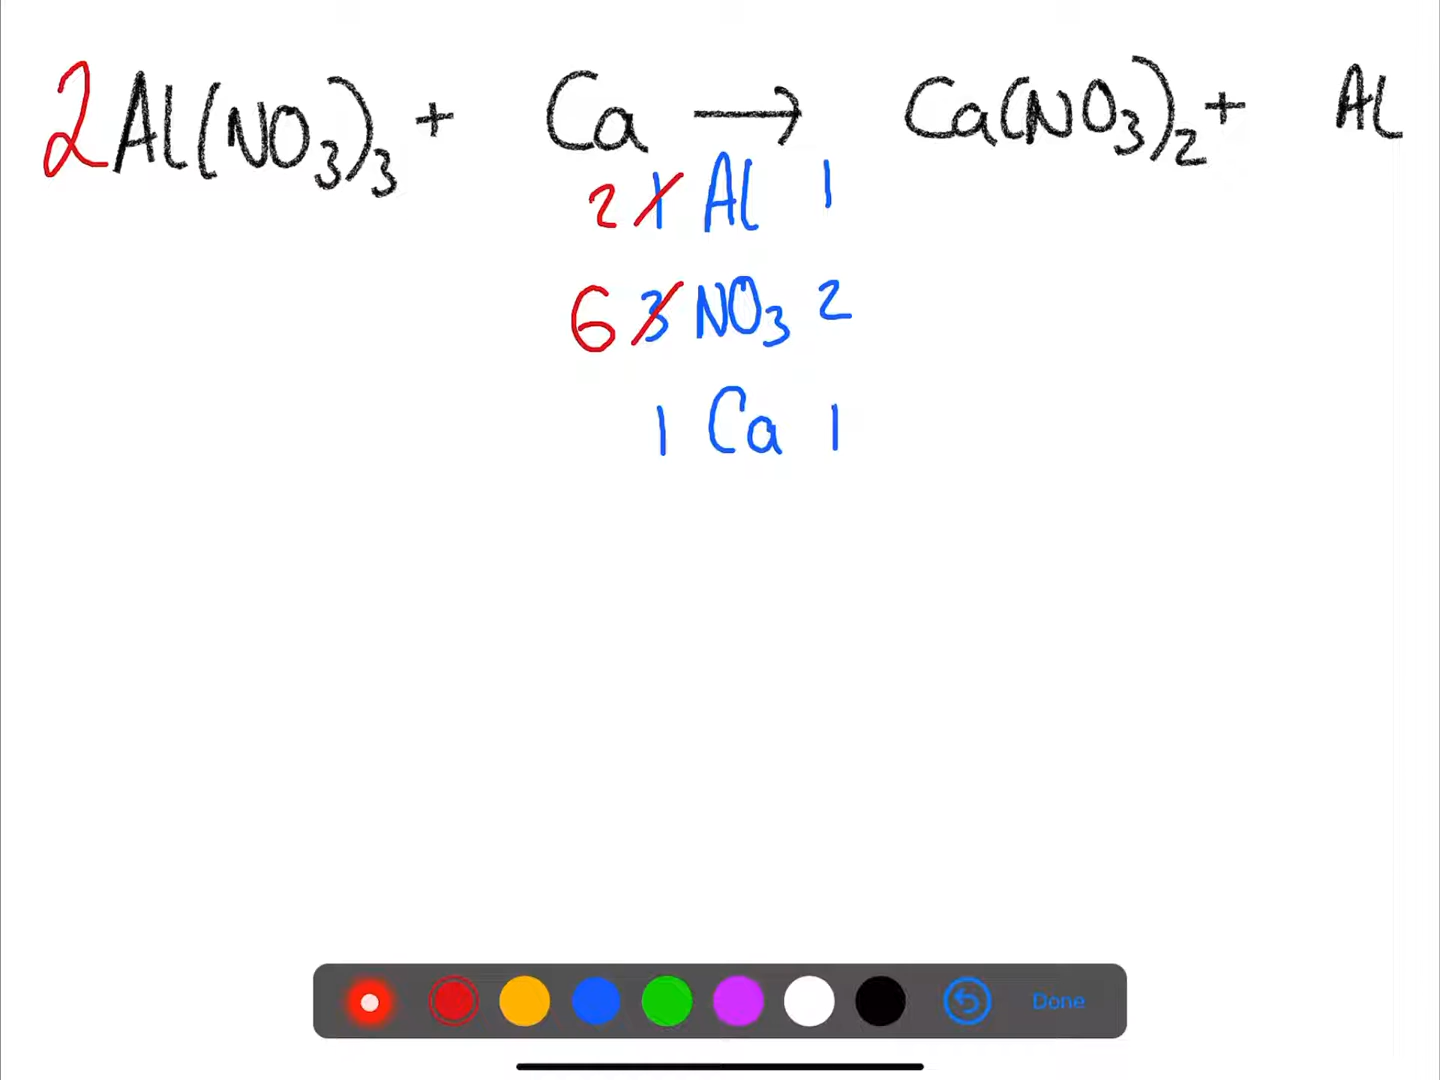 2Al(NO₃)₃ + Ca → Ca(NO₃)₂ + Al
2 1 Al 1
6 3 NO₃ 2
1 Ca 1
Done